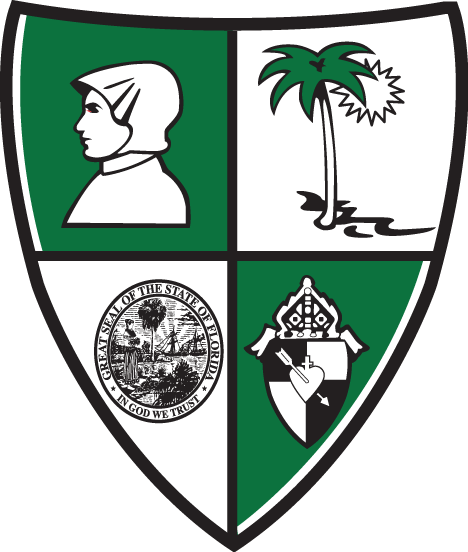 GREAT SEAL OF THE STATE OF FLORIDA
IN GOD WE TRUST